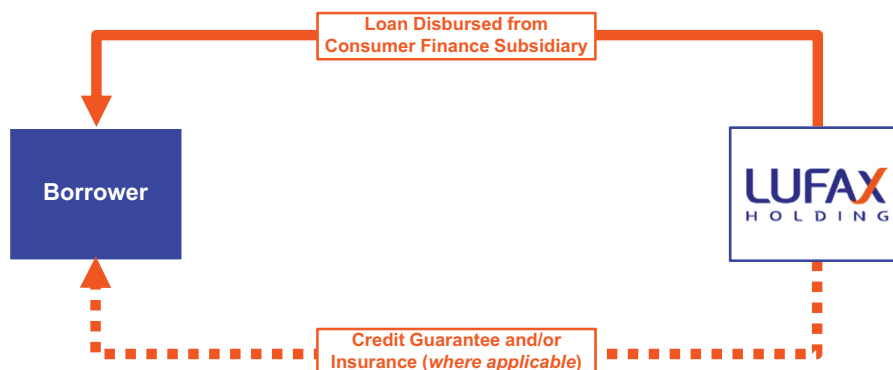 Loan Disbursed from
Consumer Finance Subsidiary
Borrower
LUFAX
HOLDING
Credit Guarantee and/or
Insurance (where applicable)